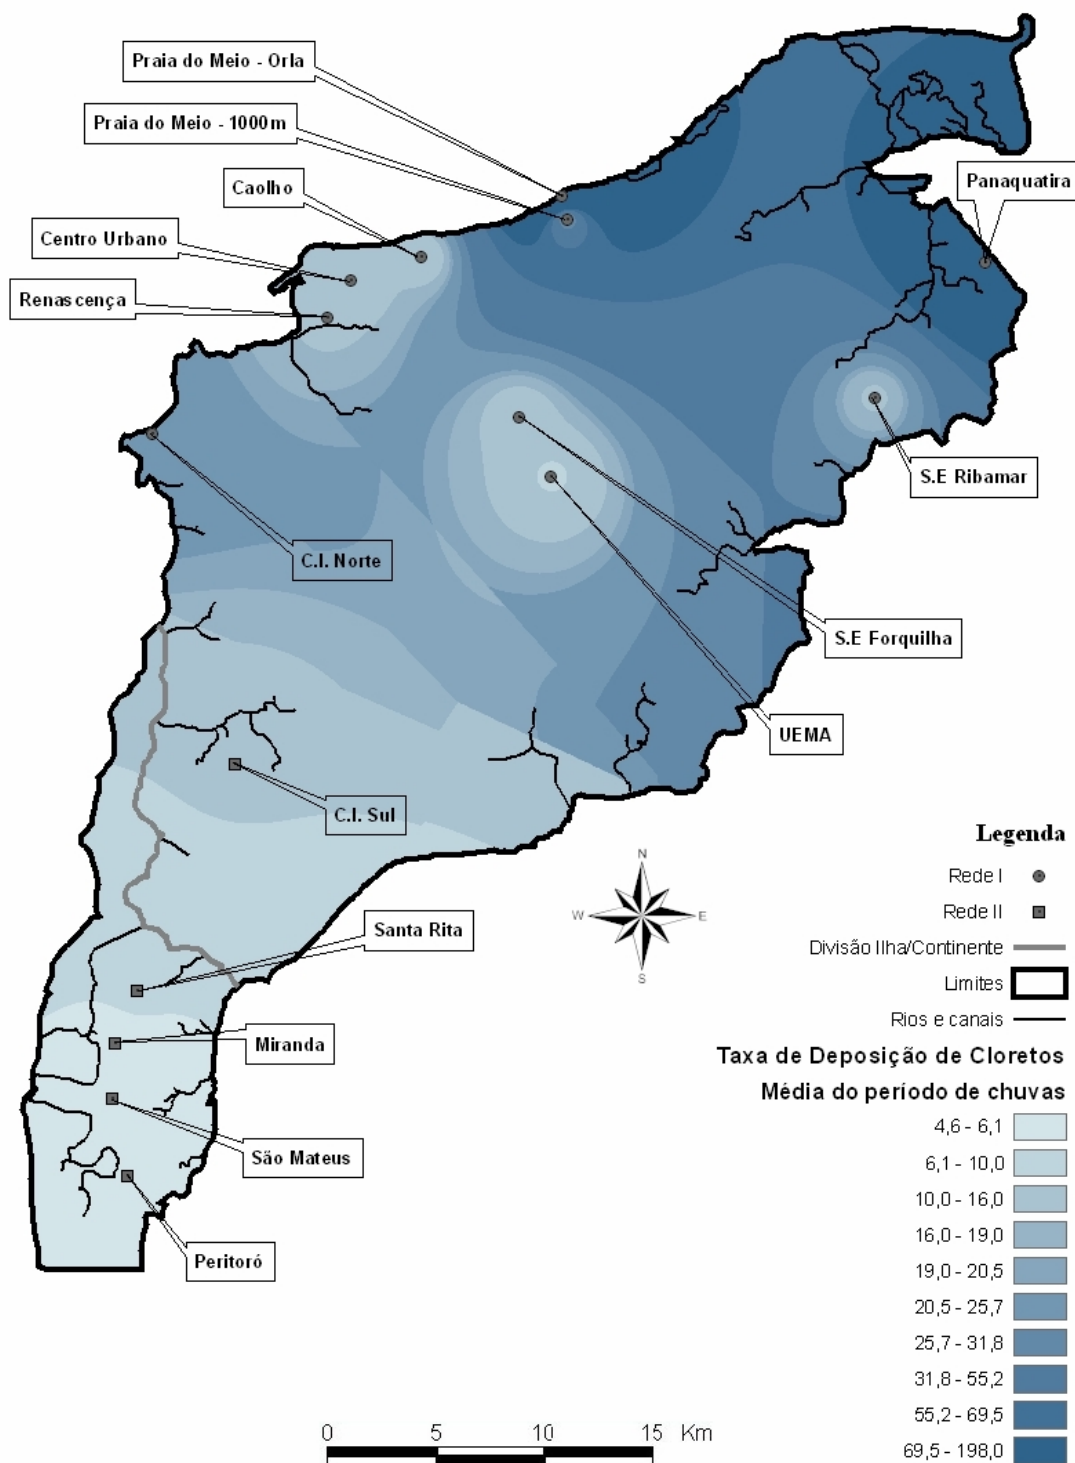 Praia do Meio - Orla
Praia do Meio - 1000m
Caolho
Panaquatira
Centro Urbano
Renascença
S.E Ribamar
C.I. Norte
S.E Forquilha
UEMA
C.I. Sul
Legenda
N
Rede I
W E
Rede II
Santa Rita
Divisão Ilha/Continente
S
Limites
Rios e canais
Miranda
Taxa de Deposição de Cloretos
Média do período de chuvas
4,6 - 6,1
São Mateus
6,1 - 10,0
10,0 - 16,0
16,0 - 19,0
Peritoró
19,0 - 20,5
20,5 - 25,7
25,7 - 31,8
31,8 - 55,2
55,2 - 69,5
0 5 10 15 Km
69,5 - 198,0